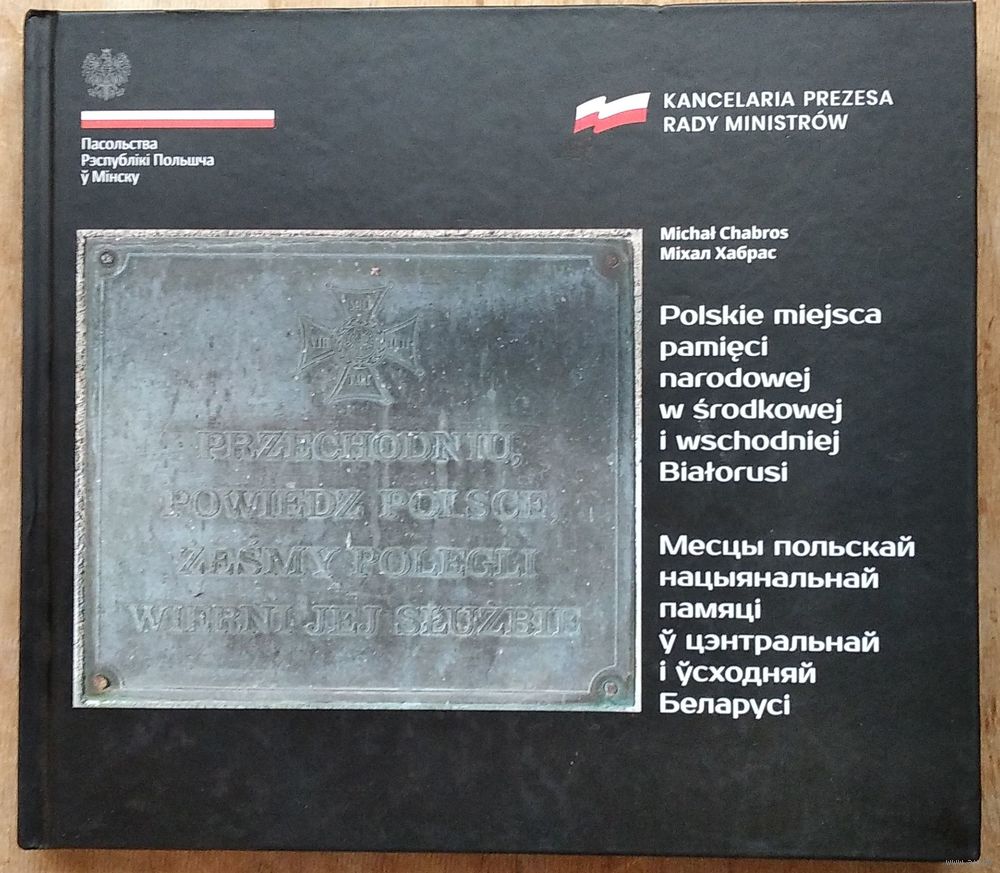 Пасольства
Рэспублікі Польшча
ў Мінску
KANCELARIA PREZESA
RADY MINISTRÓW
Michał Chabros
Міхал Хабрас
Polskie miejsca
pamięci
narodowej
w środkowej
i wschodniej
Białorusi
Месцы польскай
нацыянальнай
памяці
ў цэнтральнай
і ўсходняй
Беларусі
PRZECHODNIU,
POWIEDZ POLSCE,
ŻEŚMY POLEGLI
WIERNI JEJ SŁUŻBIE